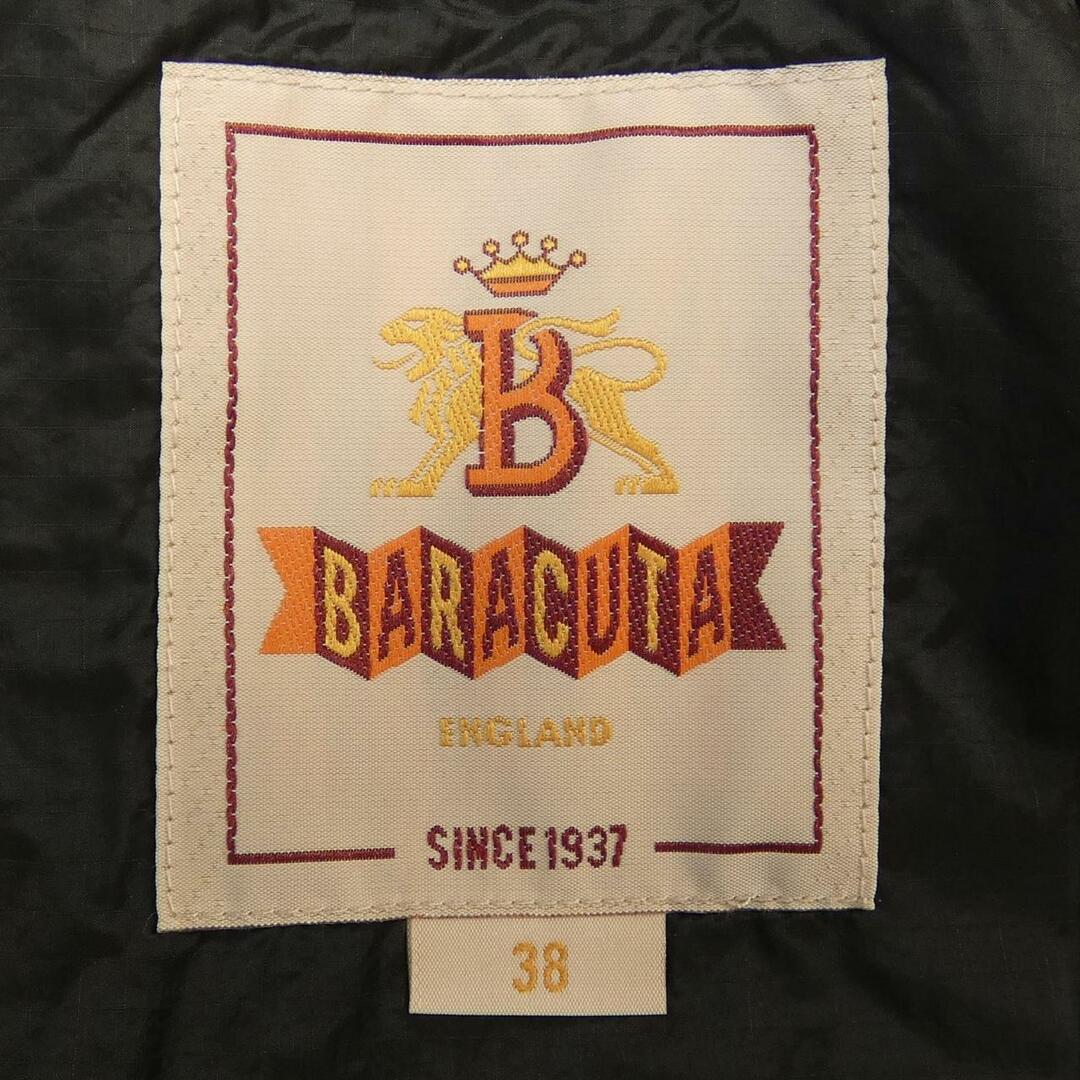 B
BARACUTA
ENGLAND
SINCE 1937
38